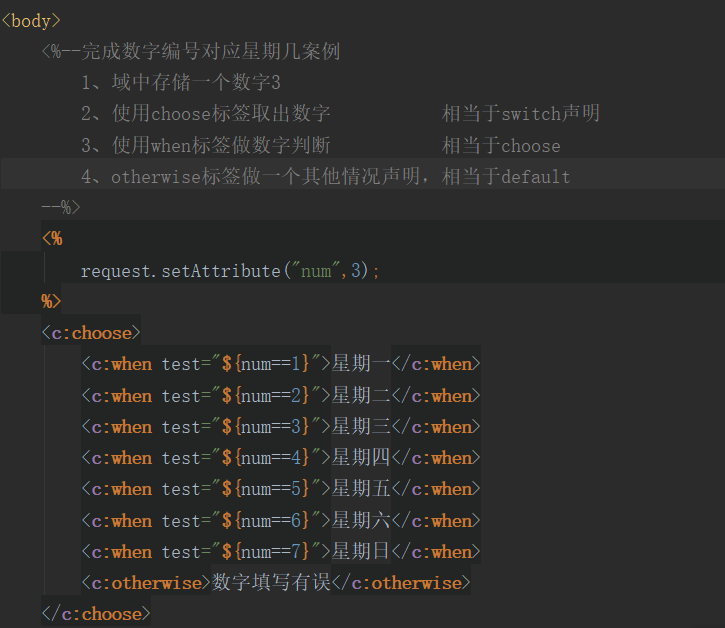 <body>
<%--完成数字编号对应星期几案例
1、域中存储一个数字3
2、使用choose标签取出数字 相当于switch声明
3、使用when标签做数字判断 相当于choose
4、otherwise标签做一个其他情况声明，相当于default
--%>
<%
request.setAttribute("num",3);
%>
<c:choose>
<c:when test="${num==1}">星期一</c:when>
<c:when test="${num==2}">星期二</c:when>
<c:when test="${num==3}">星期三</c:when>
<c:when test="${num==4}">星期四</c:when>
<c:when test="${num==5}">星期五</c:when>
<c:when test="${num==6}">星期六</c:when>
<c:when test="${num==7}">星期日</c:when>
<c:otherwise>数字填写有误</c:otherwise>
</c:choose>